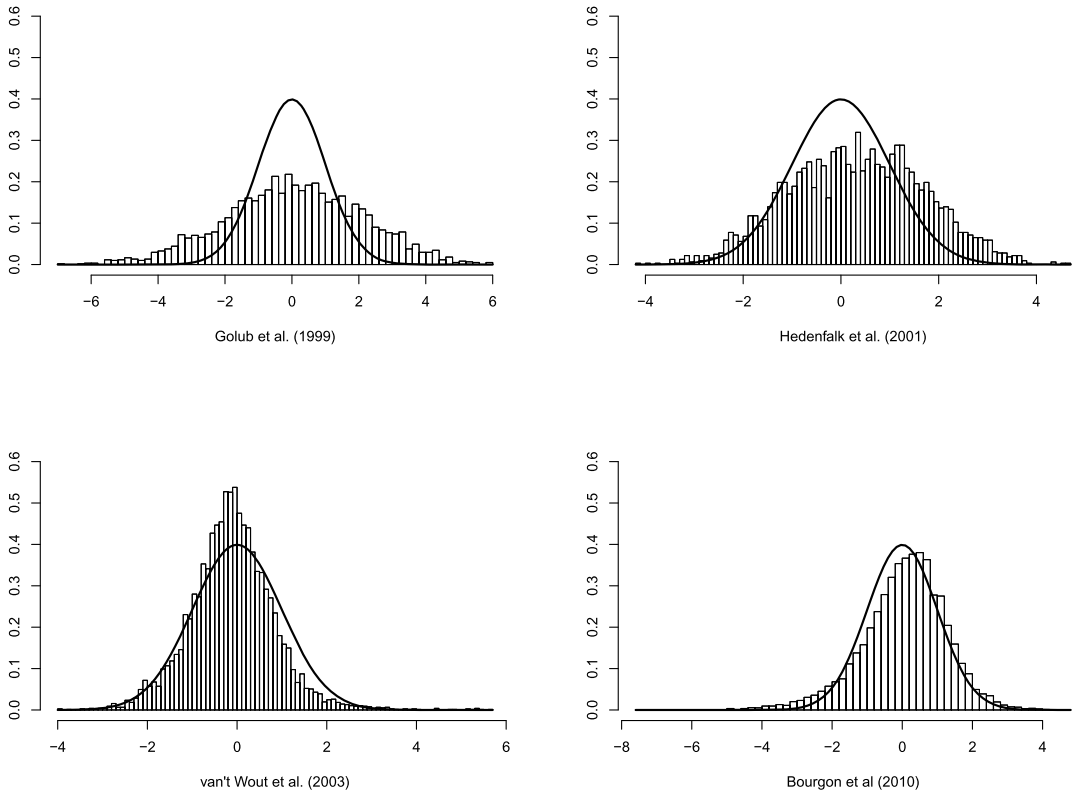 0.0 0.1 0.2 0.3 0.4 0.5 0.6
−6 −4 −2 0 2 4 6
Golub et al. (1999)
0.0 0.1 0.2 0.3 0.4 0.5 0.6
−4 −2 0 2 4
Hedenfalk et al. (2001)
0.0 0.1 0.2 0.3 0.4 0.5 0.6
−4 −2 0 2 4 6
van't Wout et al. (2003)
0.0 0.1 0.2 0.3 0.4 0.5 0.6
−8 −6 −4 −2 0 2 4
Bourgon et al (2010)